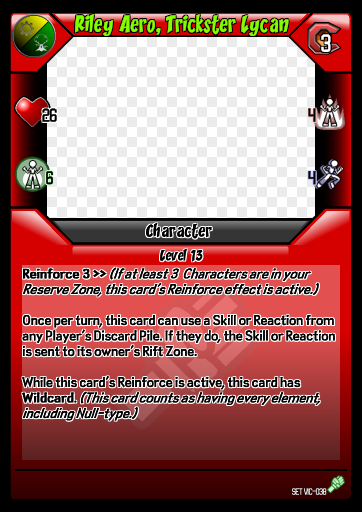 Riley Aero, Trickster Lycan
3
26
4
6
4
Character
Level 13
Reinforce 3 >> (If at least 3 Characters are in your
Reserve Zone, this card's Reinforce effect is active.)
Once per turn, this card can use a Skill or Reaction from
any Player's Discard Pile. If they do, the Skill or Reaction
is sent to its owner's Rift Zone.
While this card's Reinforce is active, this card has
Wildcard. (This card counts as having every element,
including Null-type.)
SET VIC-038